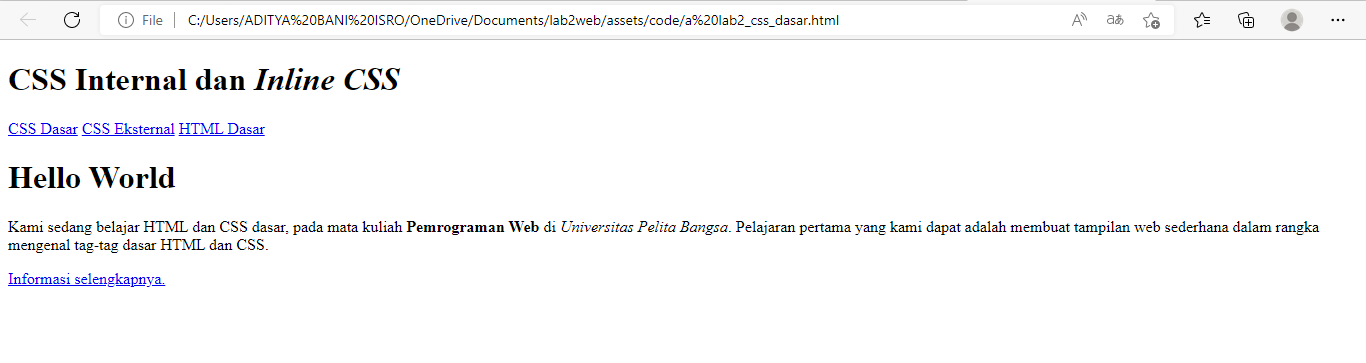 File C:/Users/ADITYA%20BANI%20ISRO/OneDrive/Documents/lab2web/assets/code/a%20lab2_css_dasar.html
CSS Internal dan Inline CSS
CSS Dasar CSS Eksternal HTML Dasar
Hello World
Kami sedang belajar HTML dan CSS dasar, pada mata kuliah Pemrograman Web di Universitas Pelita Bangsa. Pelajaran pertama yang kami dapat adalah membuat tampilan web sederhana dalam rangka
mengenal tag-tag dasar HTML dan CSS.
Informasi selengkapnya.